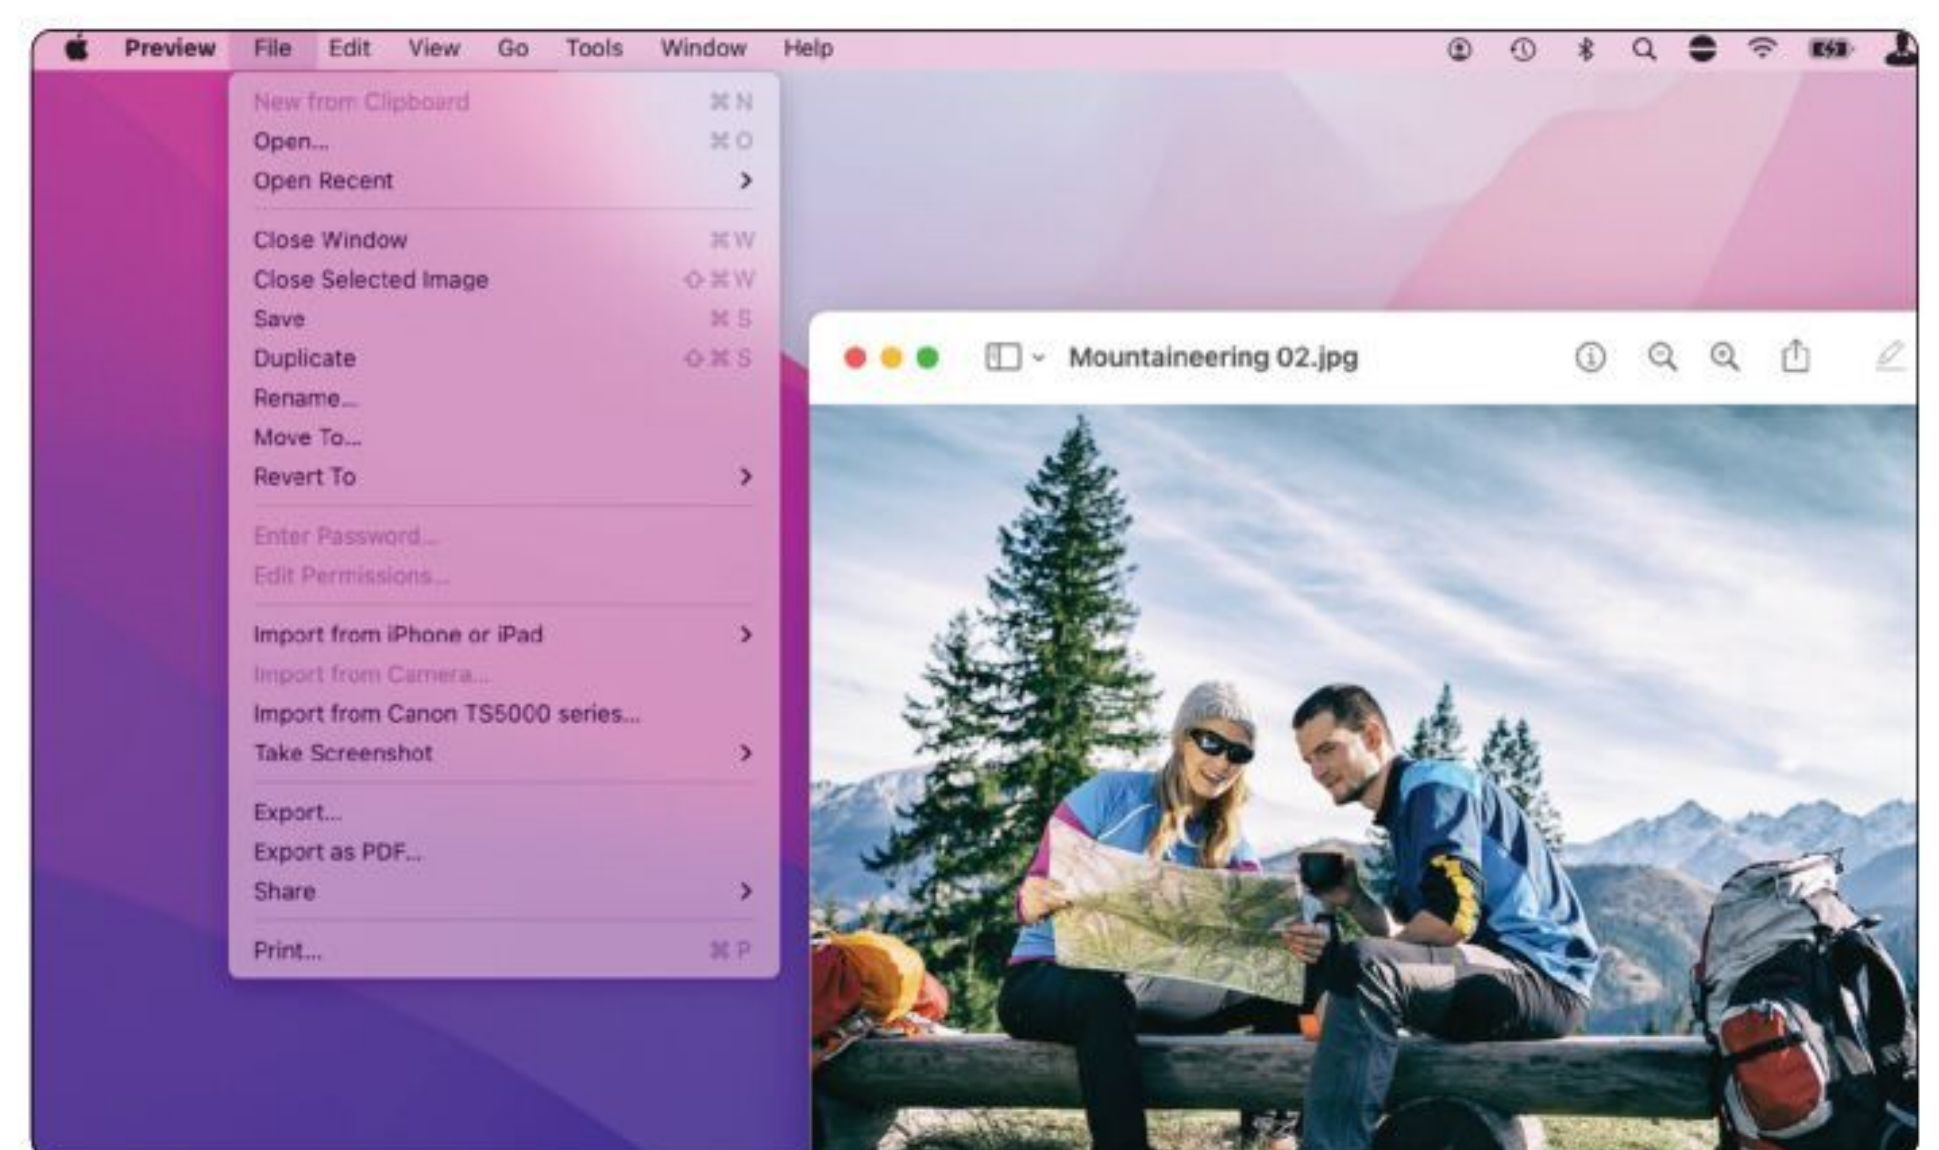 Preview File Edit View Go Tools Window Help
New from Clipboard ⌘ N
Open... ⌘ O
Open Recent
Close Window ⌘ W
Close Selected Image ⇧ ⌘ W
Save ⌘ S
Duplicate ⇧ ⌘ S
Rename...
Move To...
Revert To
Enter Password...
Edit Permissions...
Import from iPhone or iPad
Import from Camera...
Import from Canon TS5000 series...
Take Screenshot
Export...
Export as PDF...
Share
Print... ⌘ P
Mountaineering 02.jpg